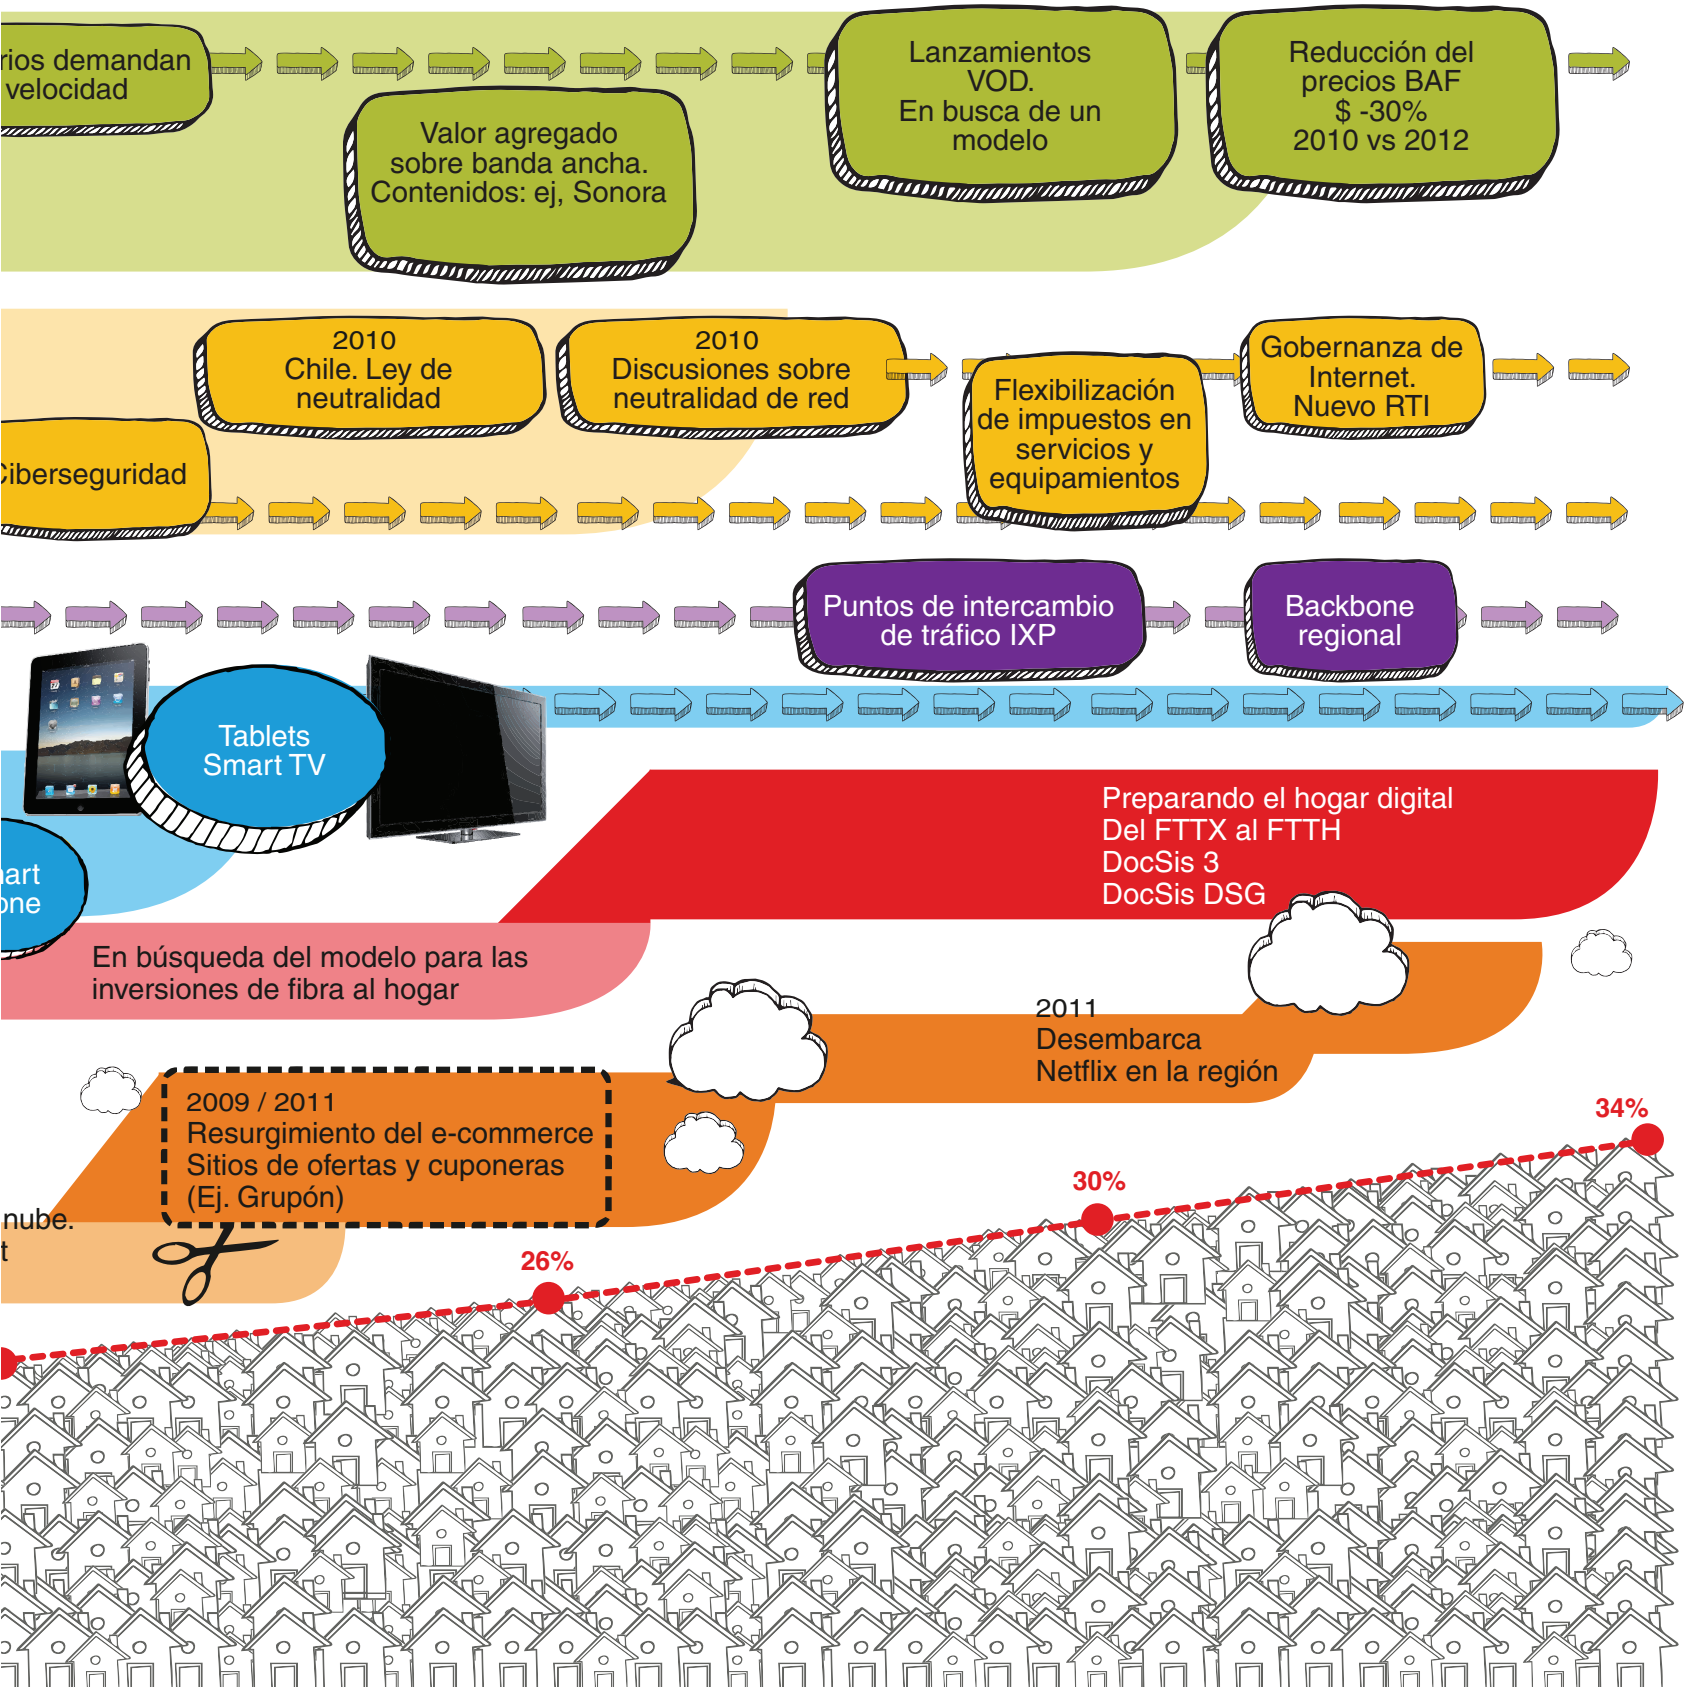 demandan
velocidad
Valor agregado
sobre banda ancha.
Contenidos: ej, Sonora
Lanzamientos
VOD.
En busca de un
modelo
Reducción del
precios BAF
$ -30%
2010 vs 2012
2010
Chile. Ley de
neutralidad
2010
Discusiones sobre
neutralidad de red
Flexibilización
de impuestos en
servicios y
equipamientos
Gobernanza de
Internet.
Nuevo RTI
Ciberseguridad
Puntos de intercambio
de tráfico IXP
Backbone
regional
Tablets
Smart TV
Preparando el hogar digital
Del FTTX al FTTH
DocSis 3
DocSis DSG
En búsqueda del modelo para las
inversiones de fibra al hogar
2011
Desembarca
Netflix en la región
2009 / 2011
Resurgimiento del e-commerce
Sitios de ofertas y cuponeras
(Ej. Grupón)
nube.
26%
30%
34%